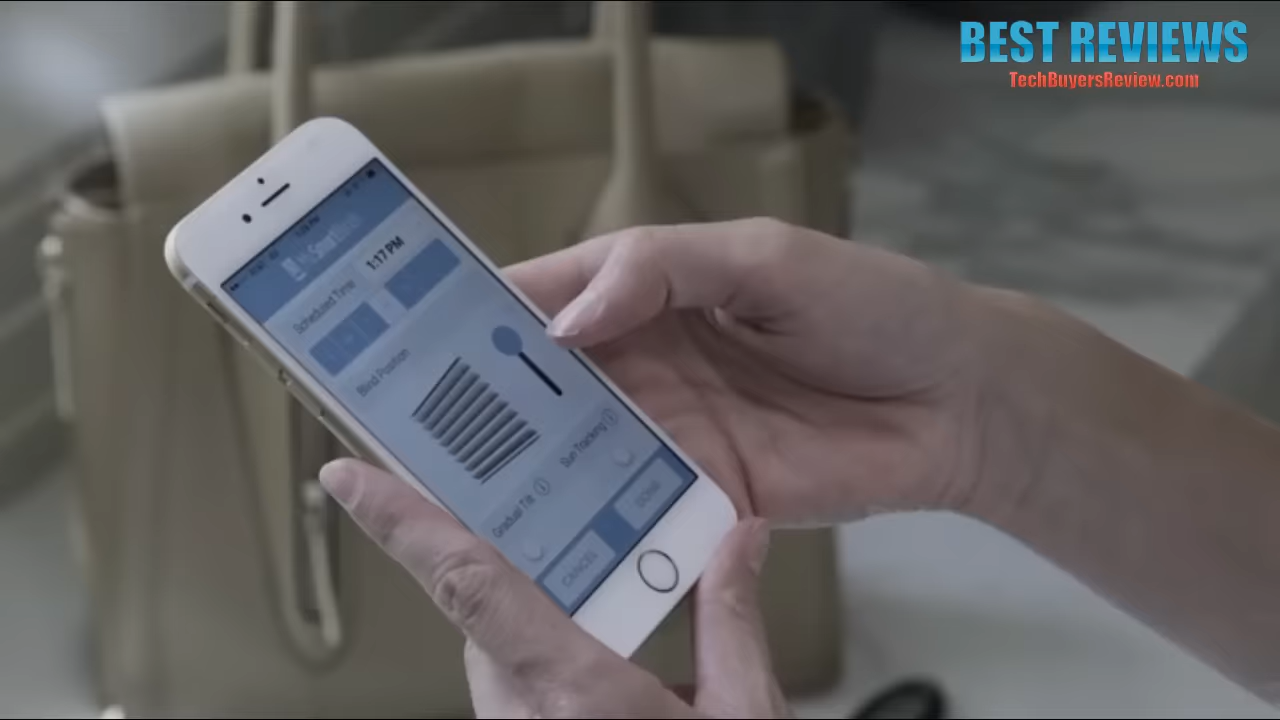 BEST REVIEWS
TechBuyersReview.com
1:17 PM
Scheduled Time
Blind Position
Sun Tracking
Gradual Tilt
DONE
CANCEL